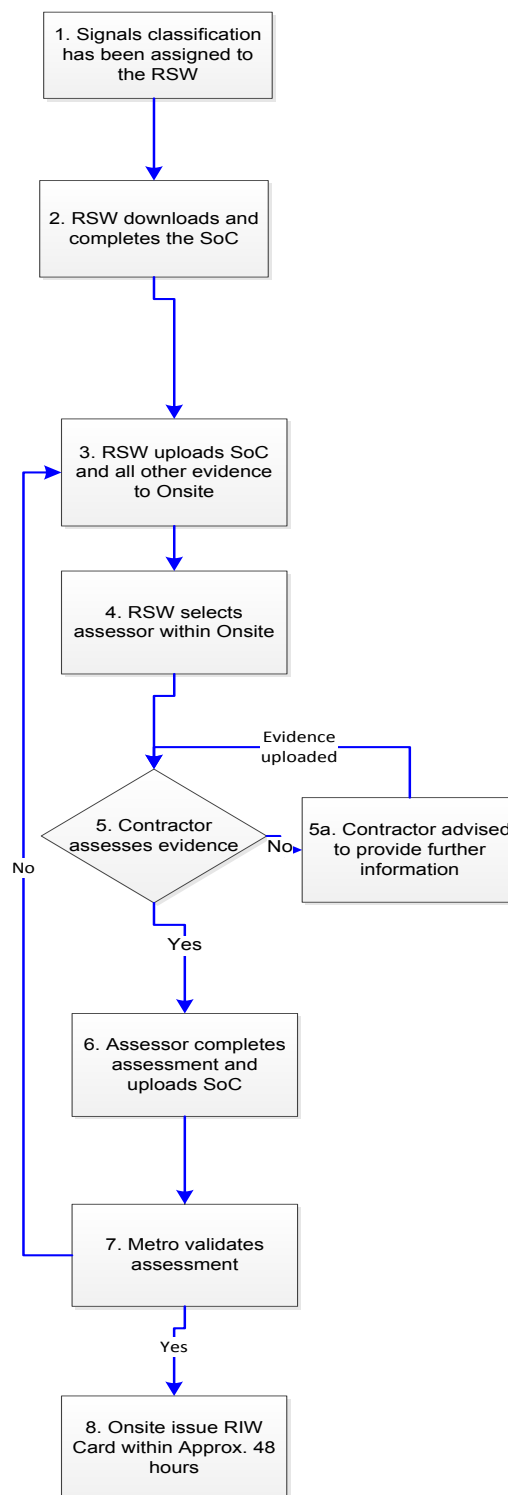 1. Signals classification
has been assigned to
the RSW
2. RSW downloads and
completes the SoC
3. RSW uploads SoC
and all other evidence
to Onsite
4. RSW selects
assessor within Onsite
Evidence
uploaded
5. Contractor
assesses evidence
No
5a. Contractor advised
to provide further
information
No
Yes
6. Assessor completes
assessment and
uploads SoC
7. Metro validates
assessment
Yes
8. Onsite issue RIW
Card within Approx. 48
hours